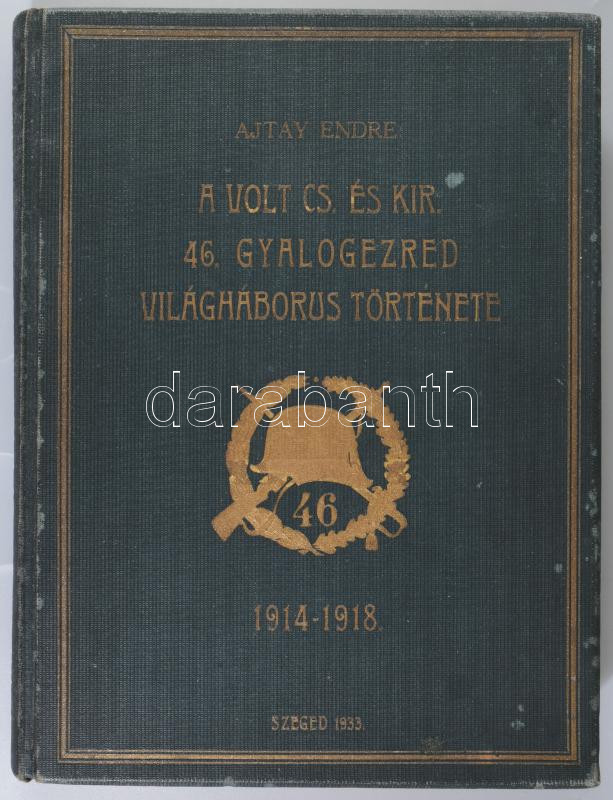 AJTAY ENDRE
A VOLT CS. ÉS KIR.
46. GYALOGEZRED
VILÁGHÁBORUS TÖRTÉNETE
darabanth
46
1914-1918.
SZEGED 1933.